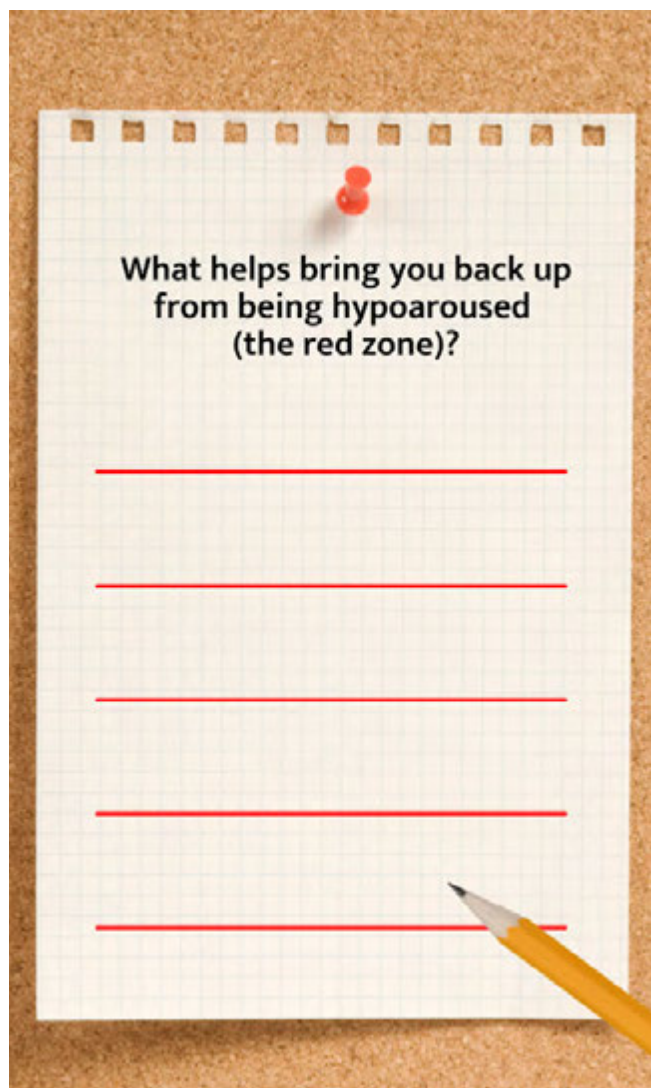 What helps bring you back up
from being hypoaroused
(the red zone)?